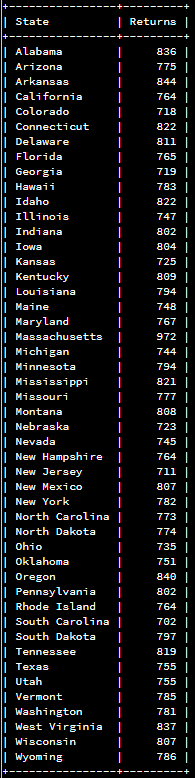 +----------------+---------+
| State          | Returns |
+----------------+---------+
| Alabama        |     836 |
| Arizona        |     775 |
| Arkansas       |     844 |
| California     |     764 |
| Colorado       |     718 |
| Connecticut    |     822 |
| Delaware       |     811 |
| Florida        |     765 |
| Georgia        |     719 |
| Hawaii         |     783 |
| Idaho          |     822 |
| Illinois       |     747 |
| Indiana        |     802 |
| Iowa           |     804 |
| Kansas         |     725 |
| Kentucky       |     809 |
| Louisiana      |     794 |
| Maine          |     748 |
| Maryland       |     767 |
| Massachusetts  |     972 |
| Michigan       |     744 |
| Minnesota      |     794 |
| Mississippi    |     821 |
| Missouri       |     777 |
| Montana        |     808 |
| Nebraska       |     723 |
| Nevada         |     745 |
| New Hampshire  |     764 |
| New Jersey     |     711 |
| New Mexico     |     807 |
| New York       |     782 |
| North Carolina |     773 |
| North Dakota   |     774 |
| Ohio           |     735 |
| Oklahoma       |     751 |
| Oregon         |     840 |
| Pennsylvania   |     802 |
| Rhode Island   |     764 |
| South Carolina |     702 |
| South Dakota   |     797 |
| Tennessee      |     819 |
| Texas          |     755 |
| Utah           |     755 |
| Vermont        |     785 |
| Washington     |     781 |
| West Virginia  |     837 |
| Wisconsin      |     807 |
| Wyoming        |     786 |
+----------------+---------+